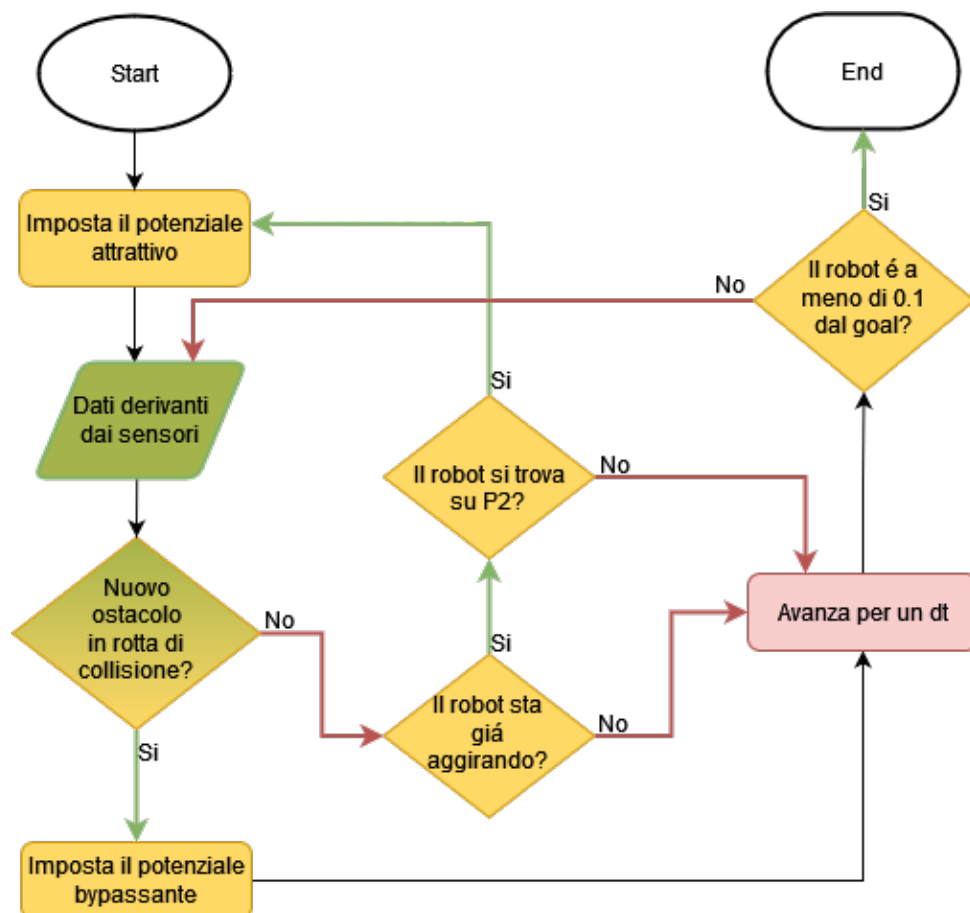 Start
End
Imposta il potenziale
attrattivo
Si
Il robot é a
meno di 0.1
dal goal?
No
Dati derivanti
dai sensori
Si
Il robot si trova
su P2?
No
Nuovo
ostacolo
in rotta di
collisione?
No
Avanza per un dt
Si
Il robot sta
giá
aggirando?
No
Si
Imposta il potenziale
bypassante